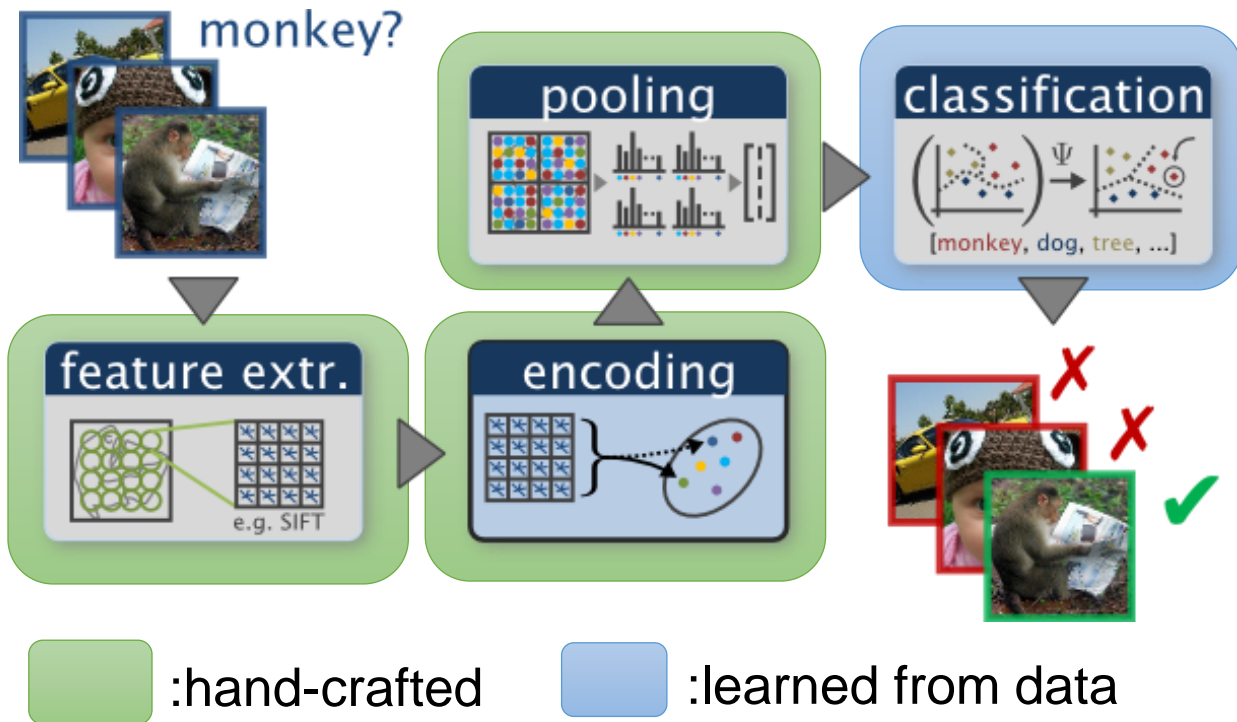 monkey?
pooling
classification
Ψ
[monkey, dog, tree, ...]
feature extr.
e.g. SIFT
encoding
:hand-crafted
:learned from data